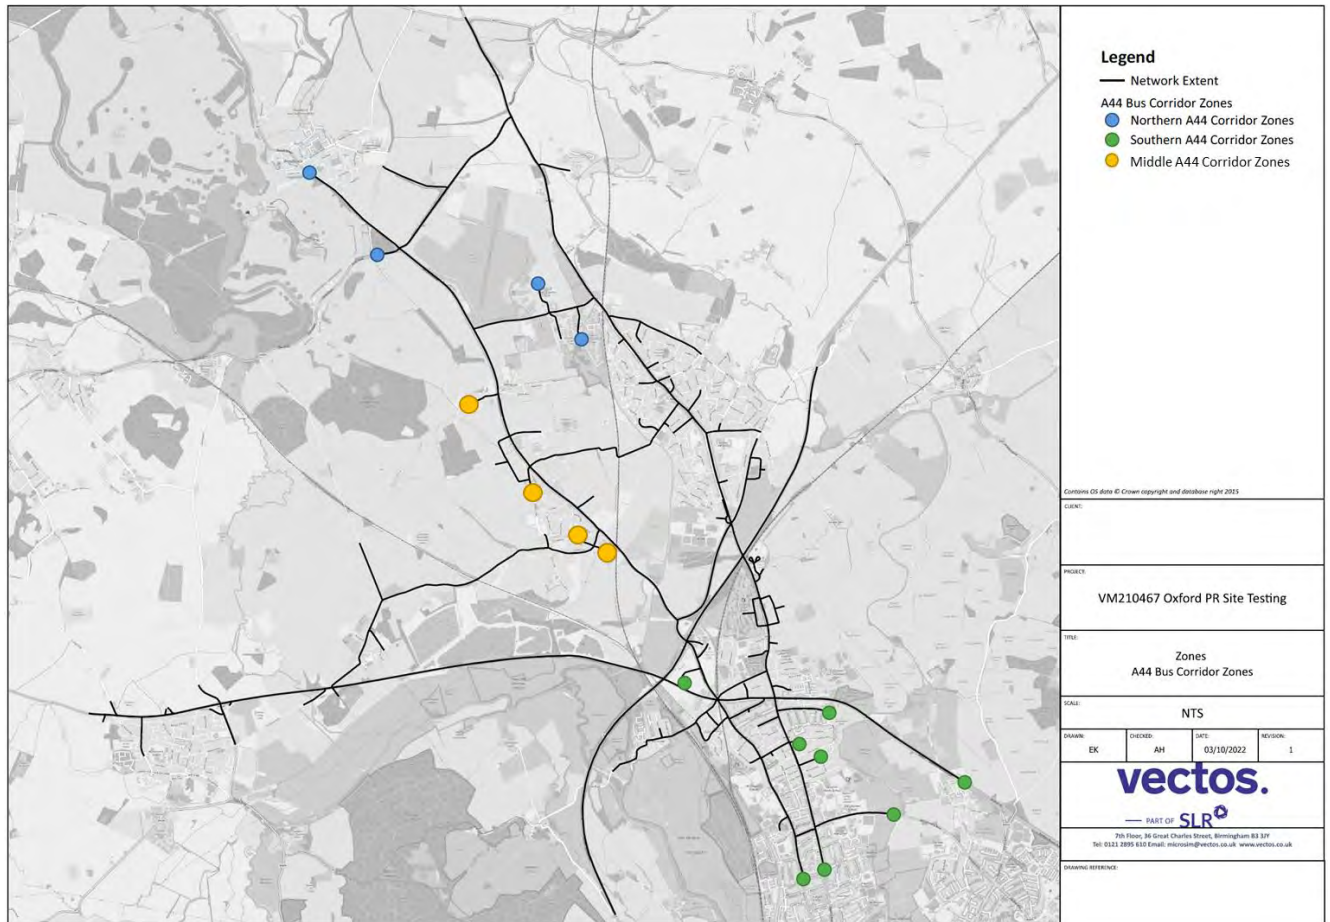 Legend
Network Extent
A44 Bus Corridor Zones
Northern A44 Corridor Zones
Southern A44 Corridor Zones
Middle A44 Corridor Zones
Contains OS data © Crown copyright and database right 2015
CLIENT:
PROJECT:
VM210467 Oxford PR Site Testing
TITLE:
Zones
A44 Bus Corridor Zones
SCALE:
NTS
DRAWN: CHECKED: DATE: REVISION:
EK AH 03/10/2022 1
vectos.
PART OF SLR
7th Floor, 36 Great Charles Street, Birmingham B3 3JY
Tel: 0121 2895 610 Email: microsim@vectos.co.uk www.vectos.co.uk
DRAWING REFERENCE: